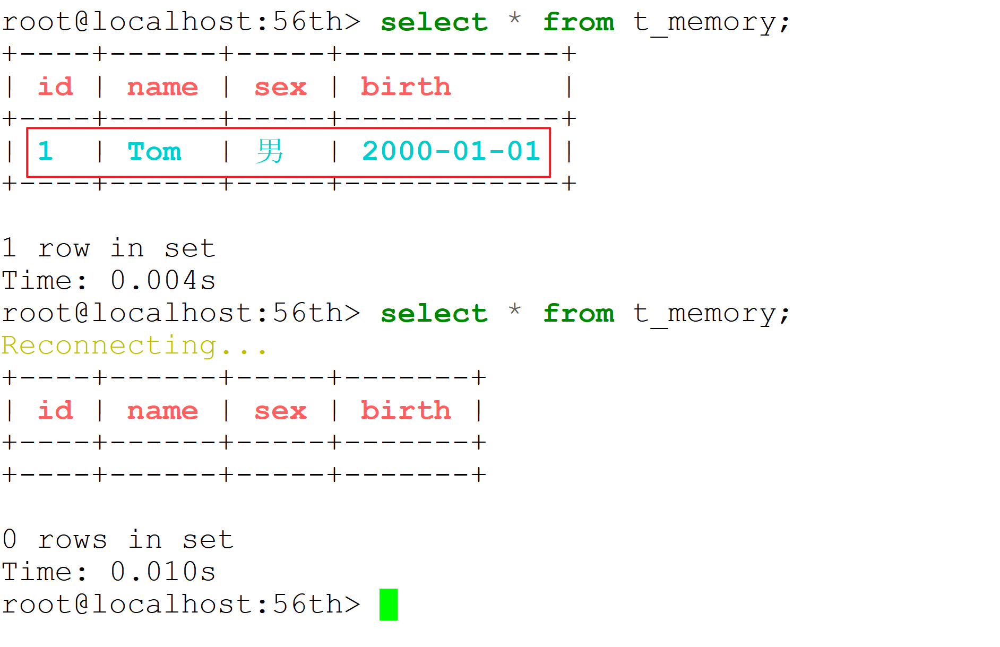 root@localhost:56th> select * from t_memory;
+----+------+-----+------------+
| id | name | sex | birth      |
+----+------+-----+------------+
| 1  | Tom  | 男  | 2000-01-01 |
+----+------+-----+------------+
1 row in set
Time: 0.004s
root@localhost:56th> select * from t_memory;
Reconnecting...
+----+------+-----+-------+
| id | name | sex | birth |
+----+------+-----+-------+
+----+------+-----+-------+
0 rows in set
Time: 0.010s
root@localhost:56th>